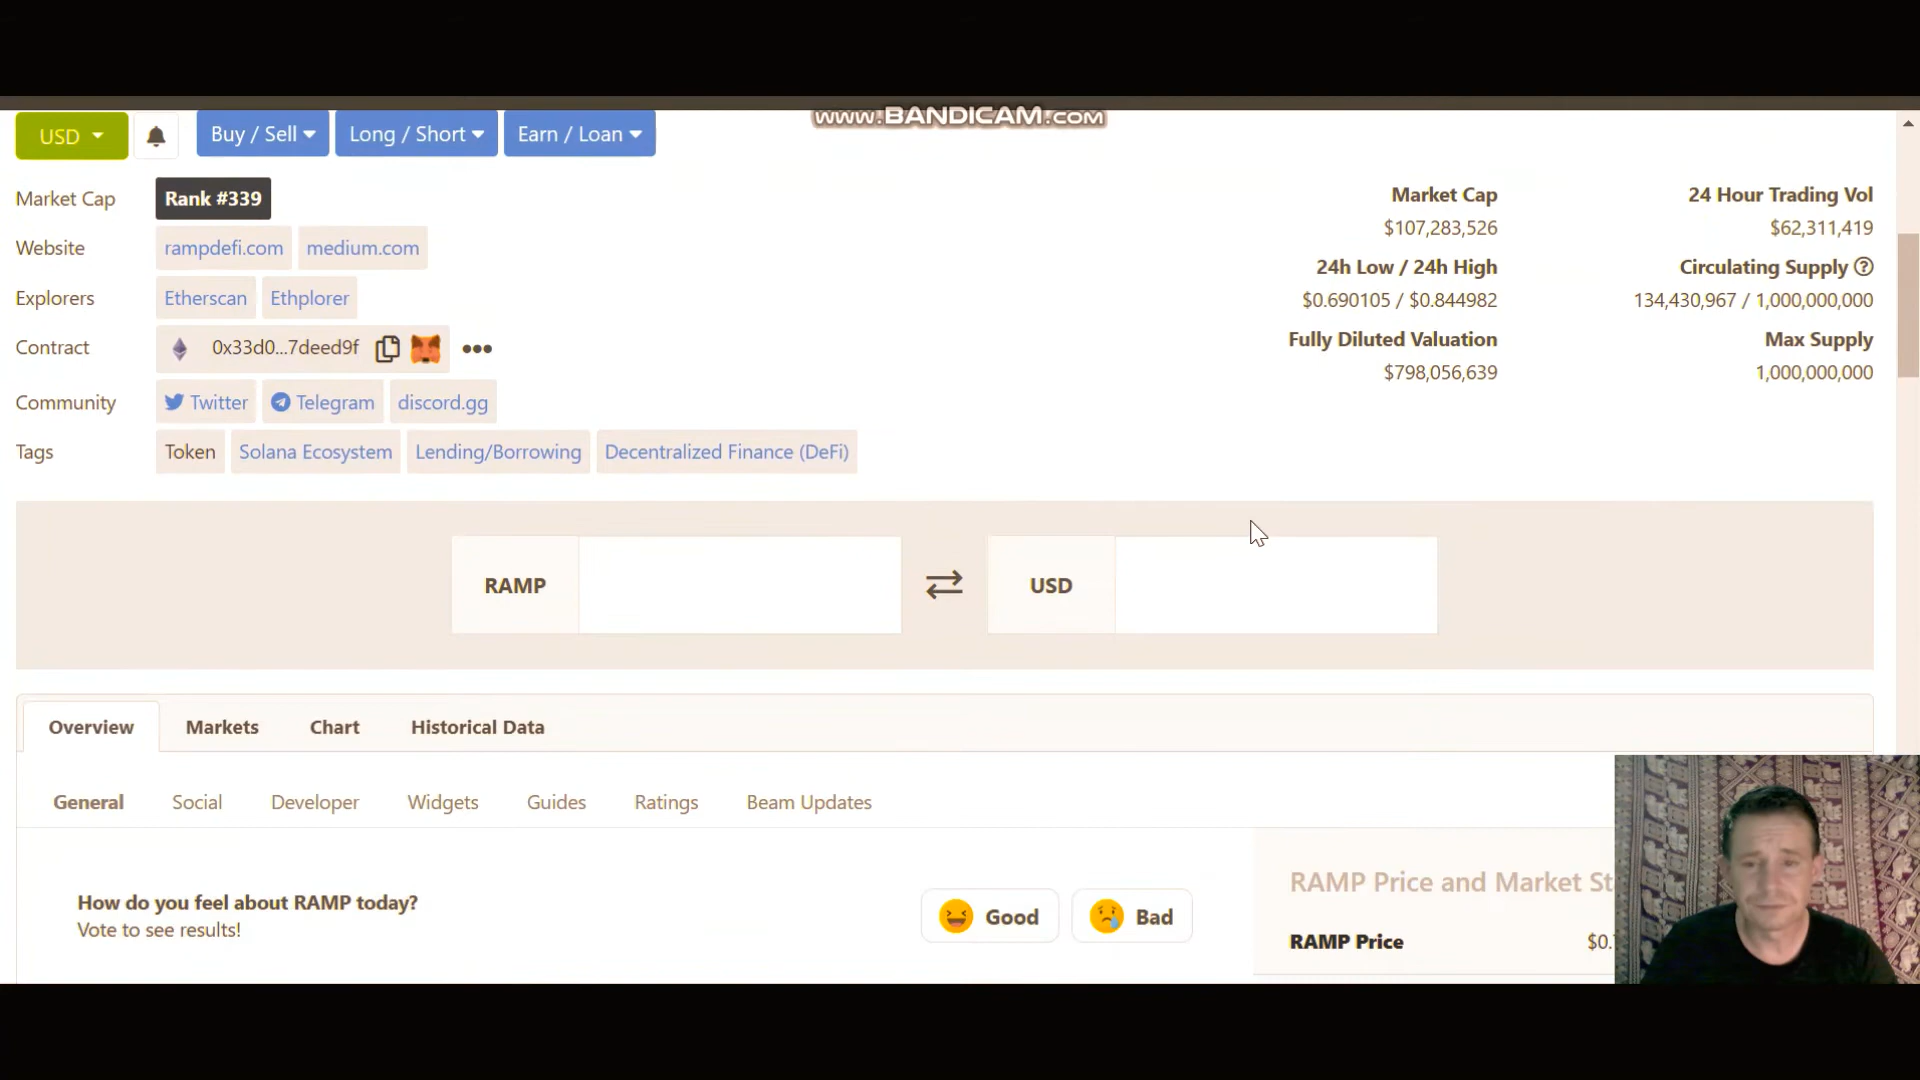 www.BANDICAM.com
USD
Buy / Sell
Long / Short
Earn / Loan
Market Cap
Rank #339
Website
rampdefi.com
medium.com
Explorers
Etherscan
Ethplorer
Contract
0x33d0...7deed9f
Community
Twitter
Telegram
discord.gg
Tags
Token
Solana Ecosystem
Lending/Borrowing
Decentralized Finance (DeFi)
Market Cap
$107,283,526
24h Low / 24h High
$0.690105 / $0.844982
Fully Diluted Valuation
$798,056,639
24 Hour Trading Vol
$62,311,419
Circulating Supply
134,430,967 / 1,000,000,000
Max Supply
1,000,000,000
RAMP
USD
Overview
Markets
Chart
Historical Data
General
Social
Developer
Widgets
Guides
Ratings
Beam Updates
How do you feel about RAMP today?
Vote to see results!
Good
Bad
RAMP Price and Market St
RAMP Price
$0.